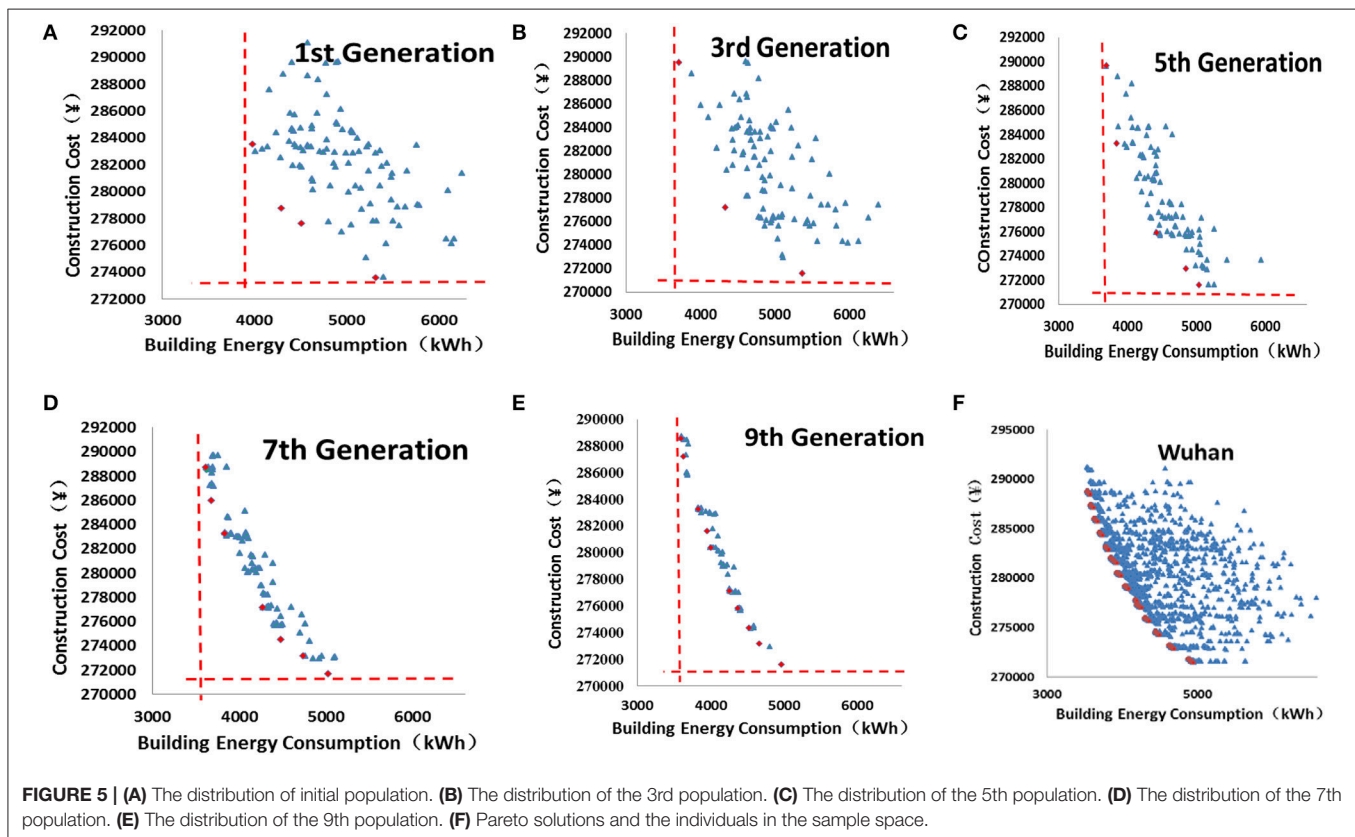 A
1st Generation
Construction Cost (¥)
292000
290000
288000
286000
284000
282000
280000
278000
276000
274000
272000
3000 4000 5000 6000
Building Energy Consumption (kWh)
B
3rd Generation
Construction Cost (¥)
292000
290000
288000
286000
284000
282000
280000
278000
276000
274000
272000
270000
3000 4000 5000 6000
Building Energy Consumption (kWh)
C
5th Generation
COnstruction Cost (¥)
292000
290000
288000
286000
284000
282000
280000
278000
276000
274000
272000
270000
3000 4000 5000 6000
Building Energy Consumption (kWh)
D
7th Generation
Construction Cost (¥)
292000
290000
288000
286000
284000
282000
280000
278000
276000
274000
272000
270000
3000 4000 5000 6000
Building Energy Consumption (kWh)
E
9th Generation
Construction Cost (¥)
290000
288000
286000
284000
282000
280000
278000
276000
274000
272000
270000
3000 4000 5000 6000
Building Energy Consumption (kWh)
F
Wuhan
Construction Cost (¥)
295000
290000
285000
280000
275000
270000
3000 5000
Building Energy Consumption (kWh)
FIGURE 5 | (A) The distribution of initial population. (B) The distribution of the 3rd population. (C) The distribution of the 5th population. (D) The distribution of the 7th
population. (E) The distribution of the 9th population. (F) Pareto solutions and the individuals in the sample space.